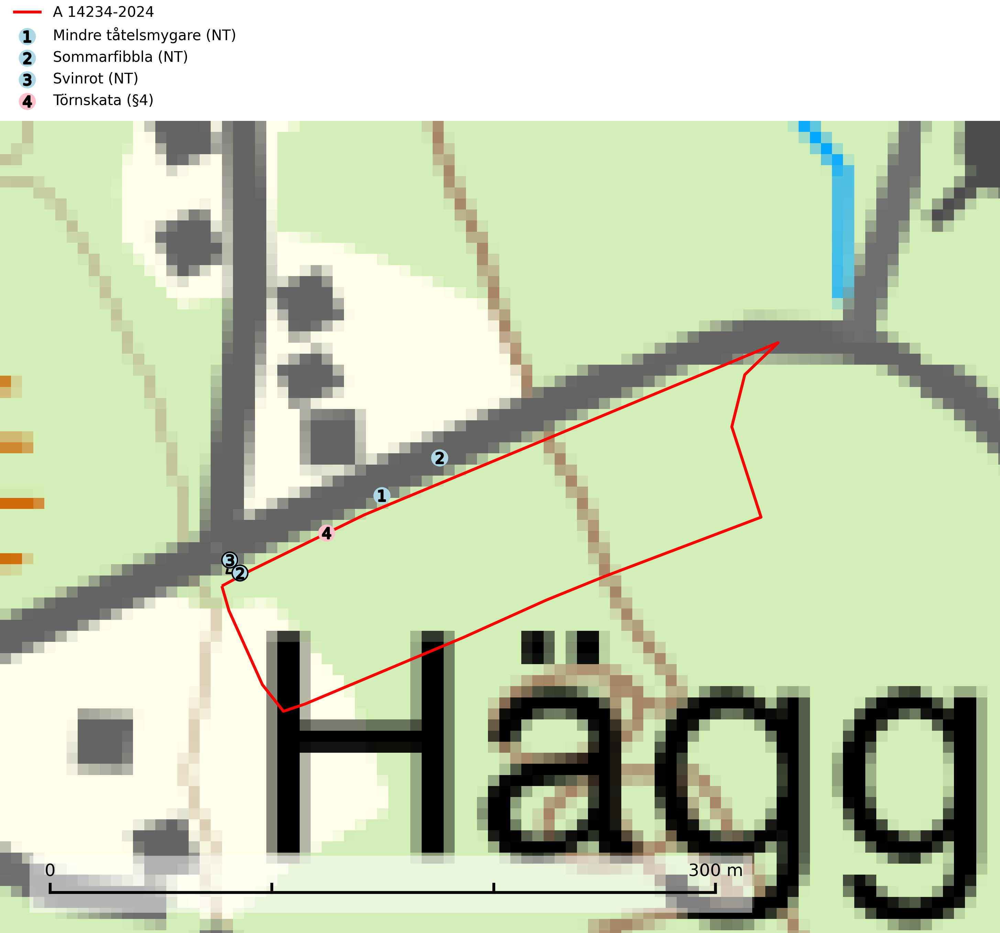 A 14234-2024
1 Mindre tåtelsmygare (NT)
2 Sommarfibbla (NT)
3 Svinrot (NT)
4 Törnskata (§4)
2
1
4
3
2
Hägg
0 300 m